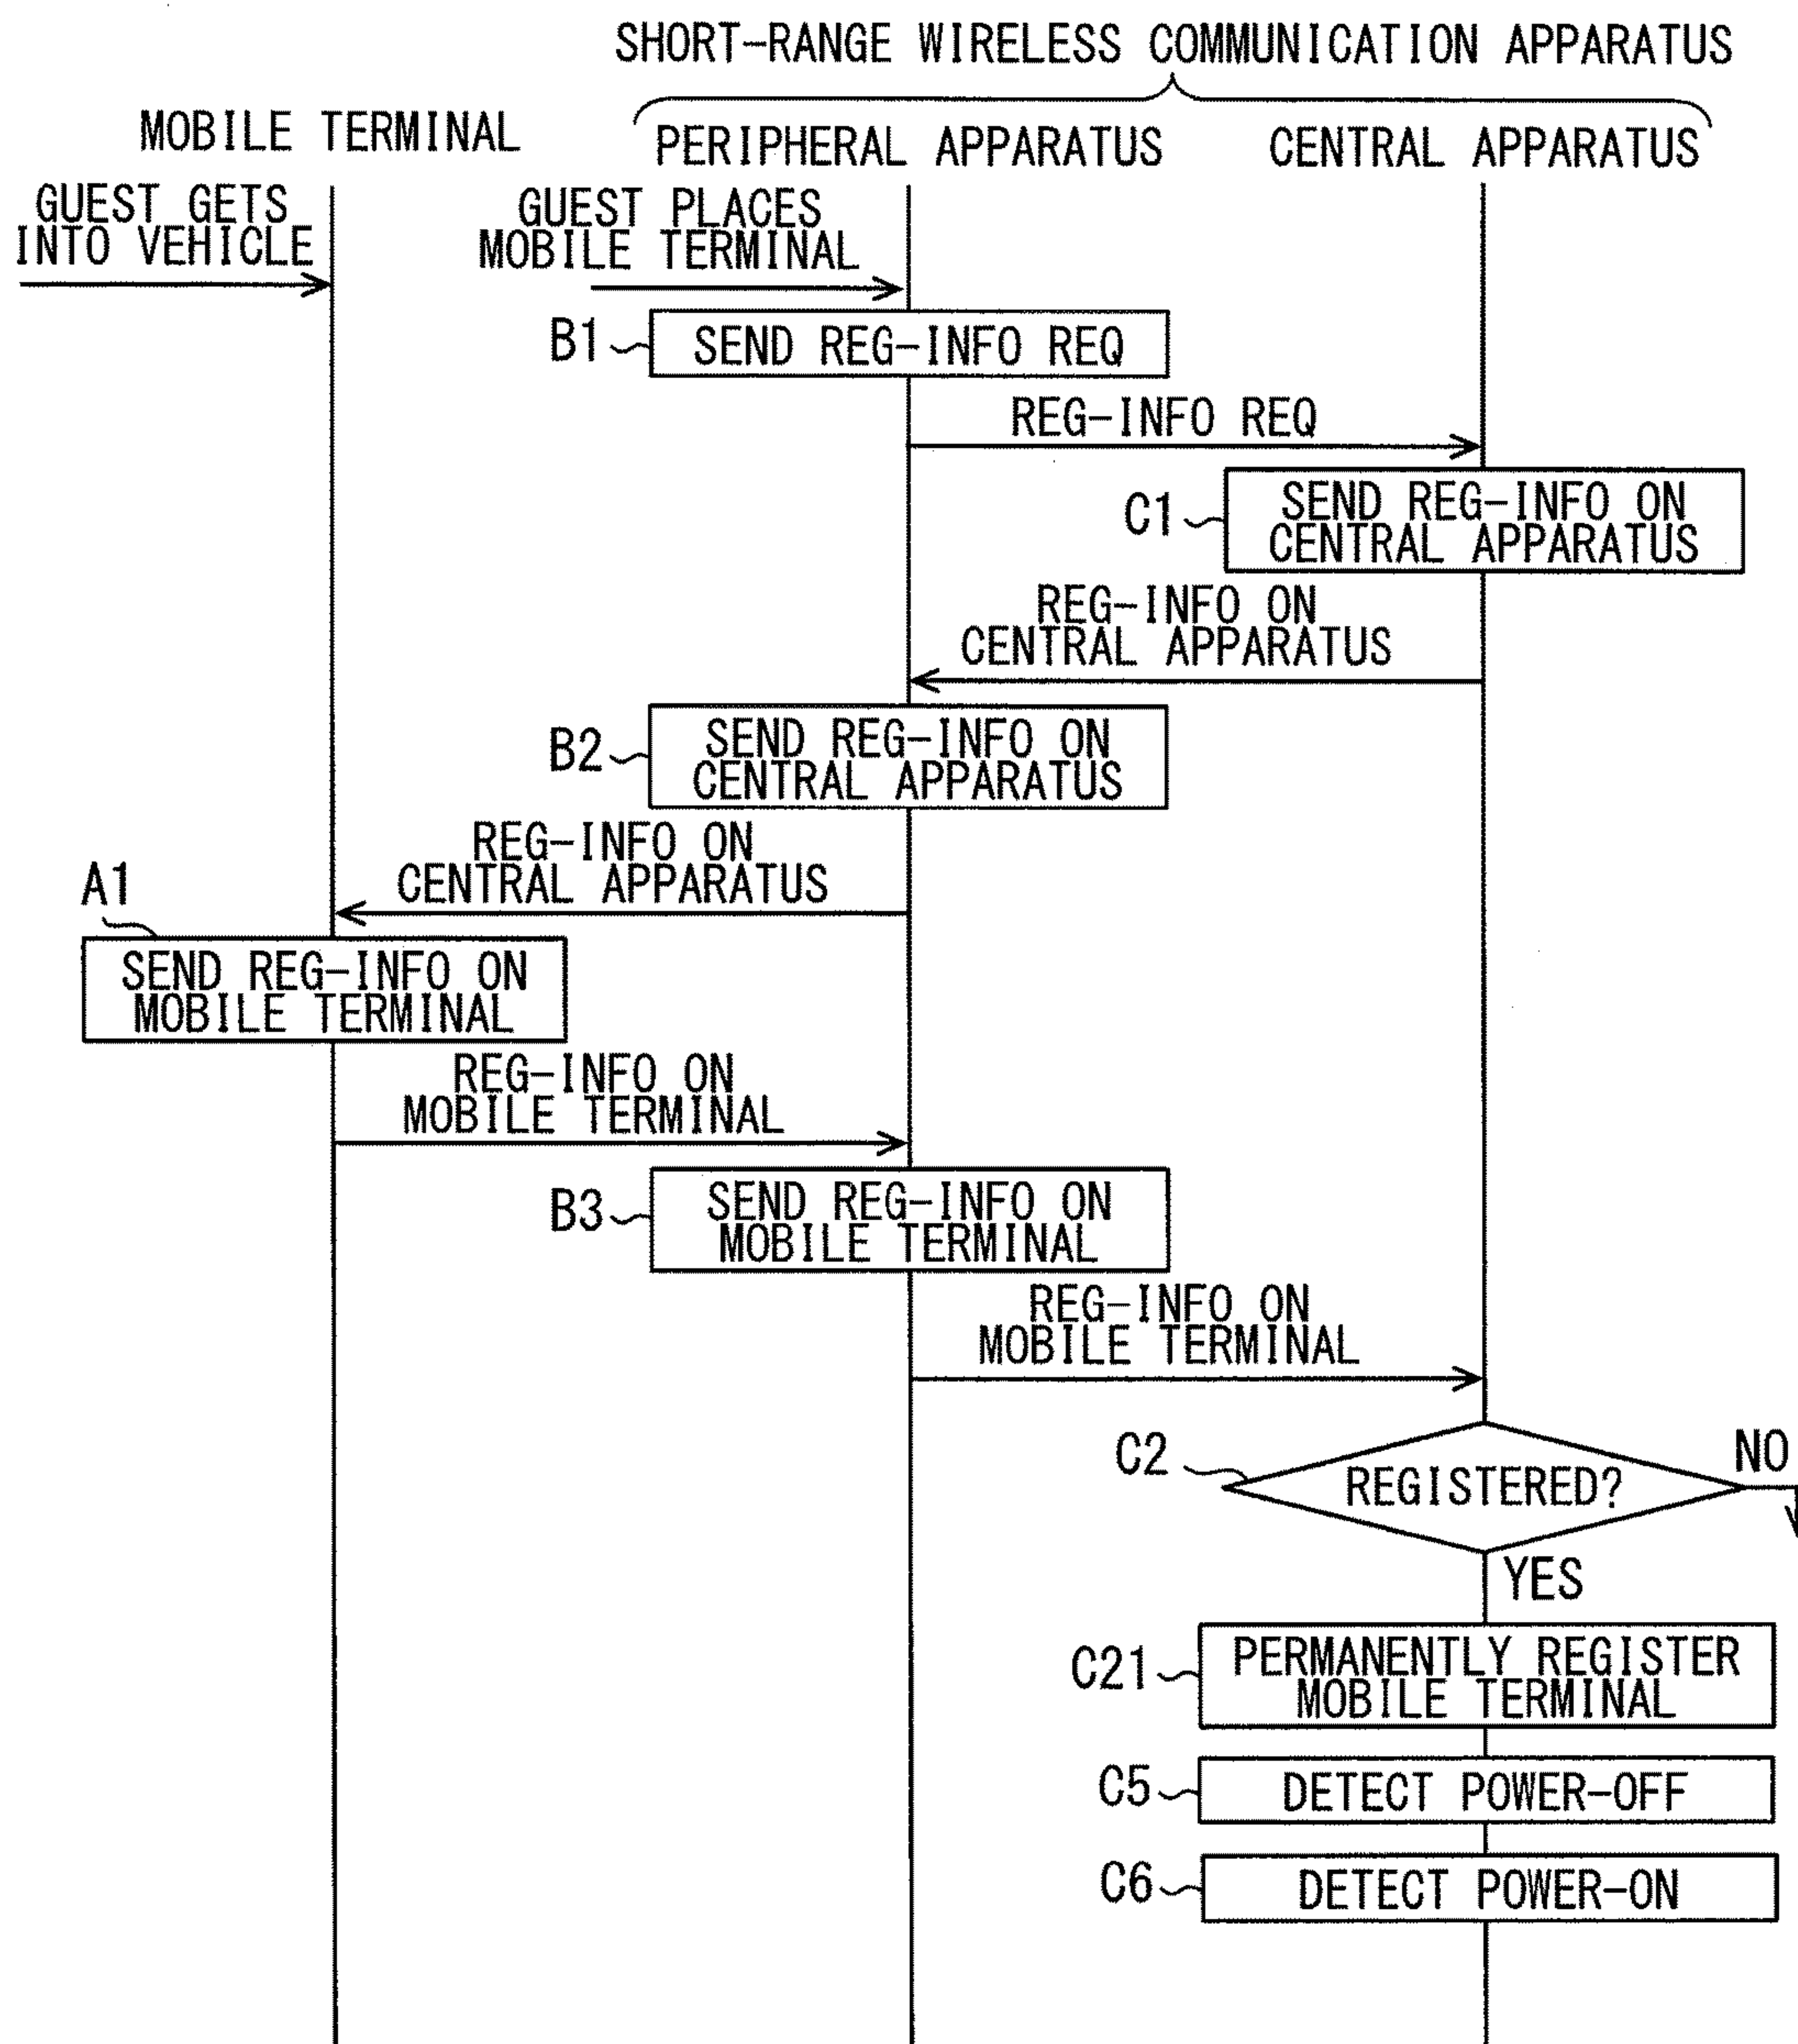 SHORT-RANGE WIRELESS COMMUNICATION APPARATUS
MOBILE TERMINAL
PERIPHERAL APPARATUS
CENTRAL APPARATUS
GUEST GETS
INTO VEHICLE
GUEST PLACES
MOBILE TERMINAL
B1
SEND REG-INFO REQ
REG-INFO REQ
C1
SEND REG-INFO ON
CENTRAL APPARATUS
REG-INFO ON
CENTRAL APPARATUS
B2
SEND REG-INFO ON
CENTRAL APPARATUS
REG-INFO ON
CENTRAL APPARATUS
A1
SEND REG-INFO ON
MOBILE TERMINAL
REG-INFO ON
MOBILE TERMINAL
B3
SEND REG-INFO ON
MOBILE TERMINAL
REG-INFO ON
MOBILE TERMINAL
C2
REGISTERED?
NO
YES
C21
PERMANENTLY REGISTER
MOBILE TERMINAL
C5
DETECT POWER-OFF
C6
DETECT POWER-ON